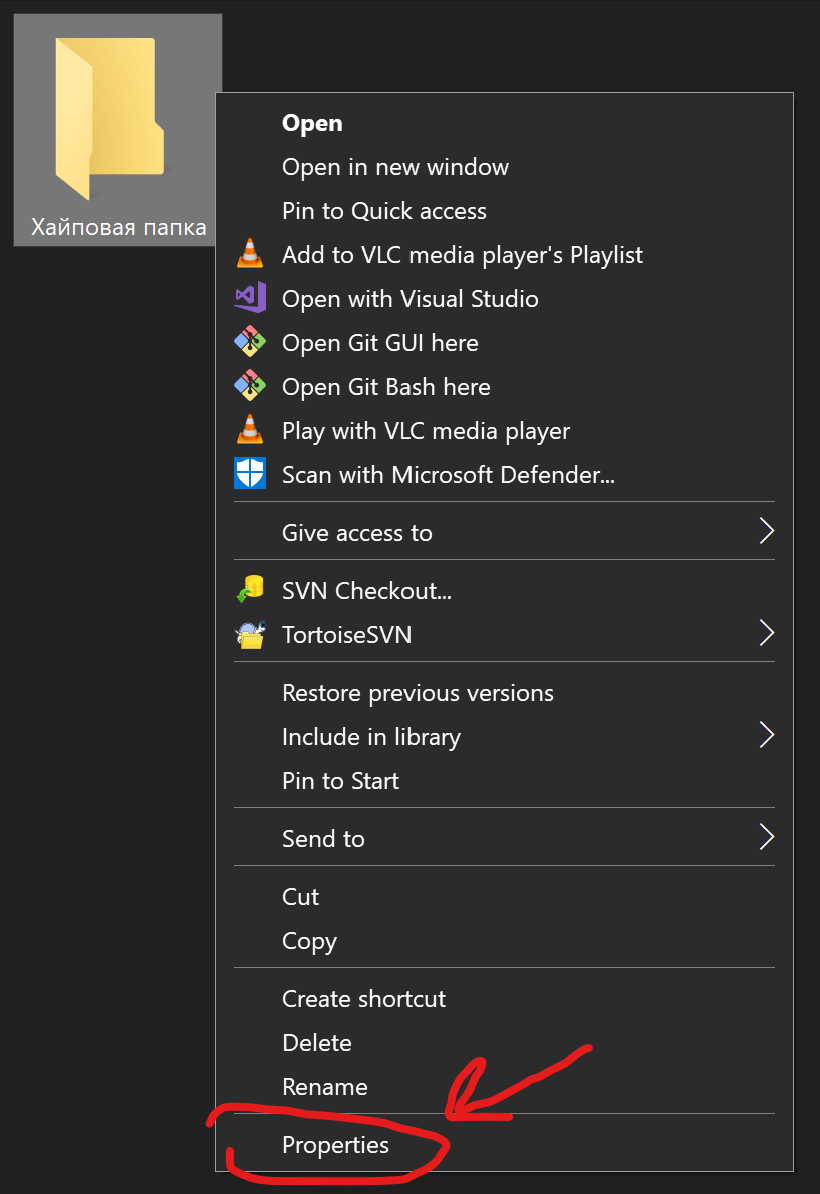 Хайповая папка
Open
Open in new window
Pin to Quick access
Add to VLC media player's Playlist
Open with Visual Studio
Open Git GUI here
Open Git Bash here
Play with VLC media player
Scan with Microsoft Defender...
Give access to
SVN Checkout...
TortoiseSVN
Restore previous versions
Include in library
Pin to Start
Send to
Cut
Copy
Create shortcut
Delete
Rename
Properties